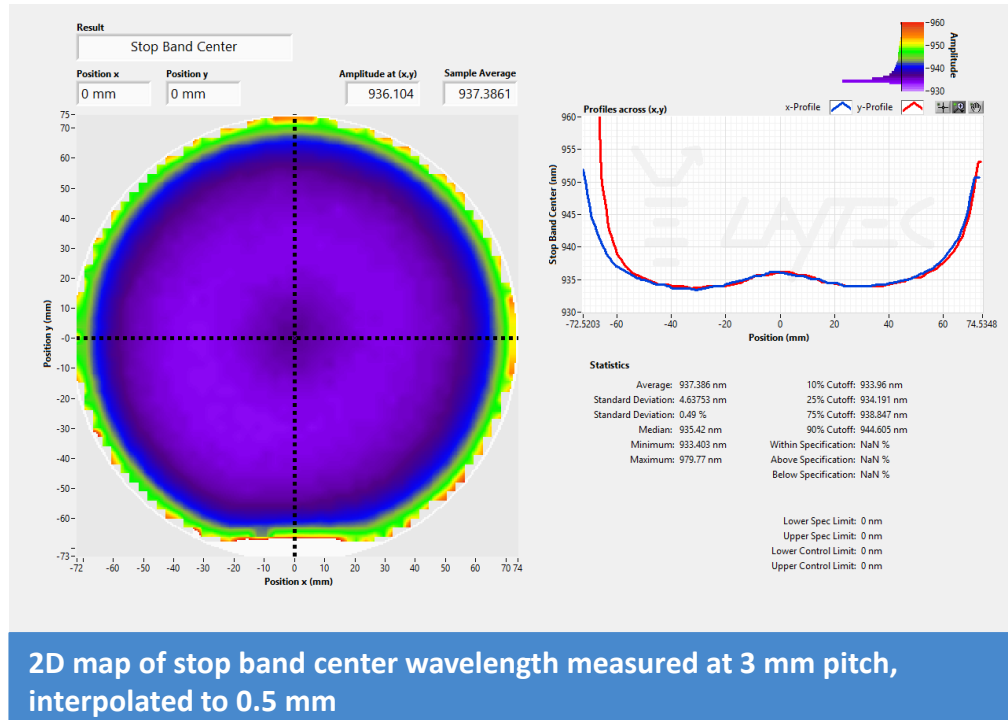 Result
Stop Band Center
Position x
Position y
Amplitude at (x,y)
Sample Average
0 mm
0 mm
936.104
937.3861
960
950
940
930
Amplitude
Profiles across (x,y)
x-Profile
y-Profile
75
70
60
50
40
30
20
10
-0
-10
-20
-30
-40
-50
-60
-73
Position y (mm)
-72
-60
-50
-40
-30
-20
-10
0
10
20
30
40
50
60
70
74
Position x (mm)
960
955
950
945
940
935
930
Stop Band Center (nm)
LAYTEC
-72.5203
-60
-40
-20
0
20
40
60
74.5348
Position (mm)
Statistics
Average: 937.386 nm
Standard Deviation: 4.63753 nm
Standard Deviation: 0.49 %
Median: 935.42 nm
Minimum: 933.403 nm
Maximum: 979.77 nm
10% Cutoff: 933.96 nm
25% Cutoff: 934.191 nm
75% Cutoff: 938.847 nm
90% Cutoff: 944.605 nm
Within Specification: NaN %
Above Specification: NaN %
Below Specification: NaN %
Lower Spec Limit: 0 nm
Upper Spec Limit: 0 nm
Lower Control Limit: 0 nm
Upper Control Limit: 0 nm
2D map of stop band center wavelength measured at 3 mm pitch,
interpolated to 0.5 mm